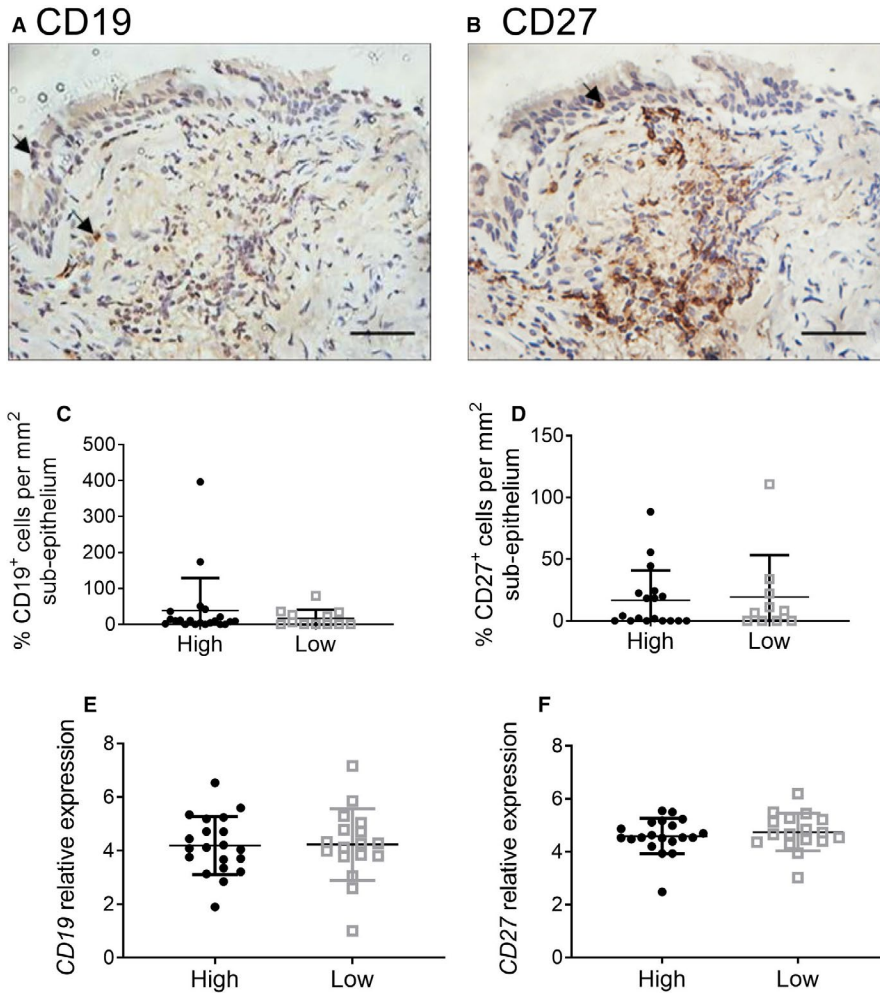 A CD19
B CD27
C
% CD19+ cells per mm2
sub-epithelium
500
400
300
200
100
0
High
Low
D
% CD27+ cells per mm2
sub-epithelium
150
100
50
0
High
Low
E
CD19 relative expression
8
6
4
2
0
High
Low
F
CD27 relative expression
8
6
4
2
0
High
Low